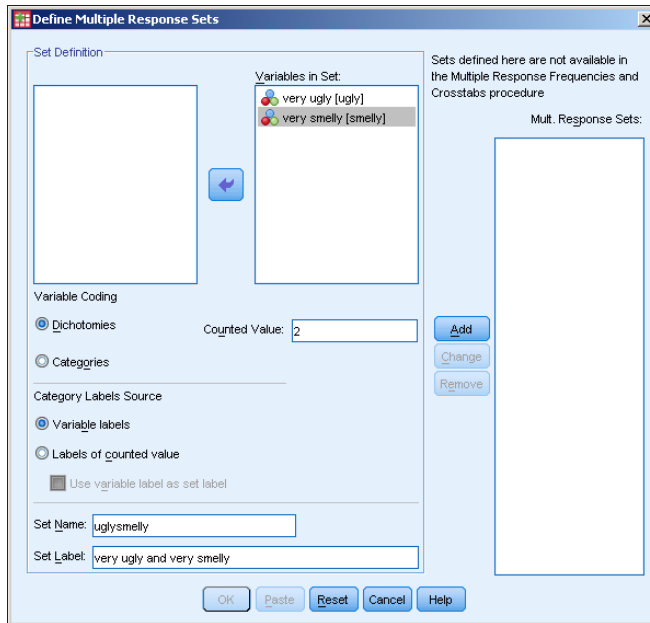 Define Multiple Response Sets
Set Definition
Variables in Set:
very ugly [ugly]
very smelly [smelly]
Sets defined here are not available in
the Multiple Response Frequencies and
Crosstabs procedure
Mult. Response Sets:
Variable Coding
Dichotomies
Counted Value: 2
Categories
Add
Change
Remove
Category Labels Source
Variable labels
Labels of counted value
Use variable label as set label
Set Name: uglysmelly
Set Label: very ugly and very smelly
OK Paste Reset Cancel Help